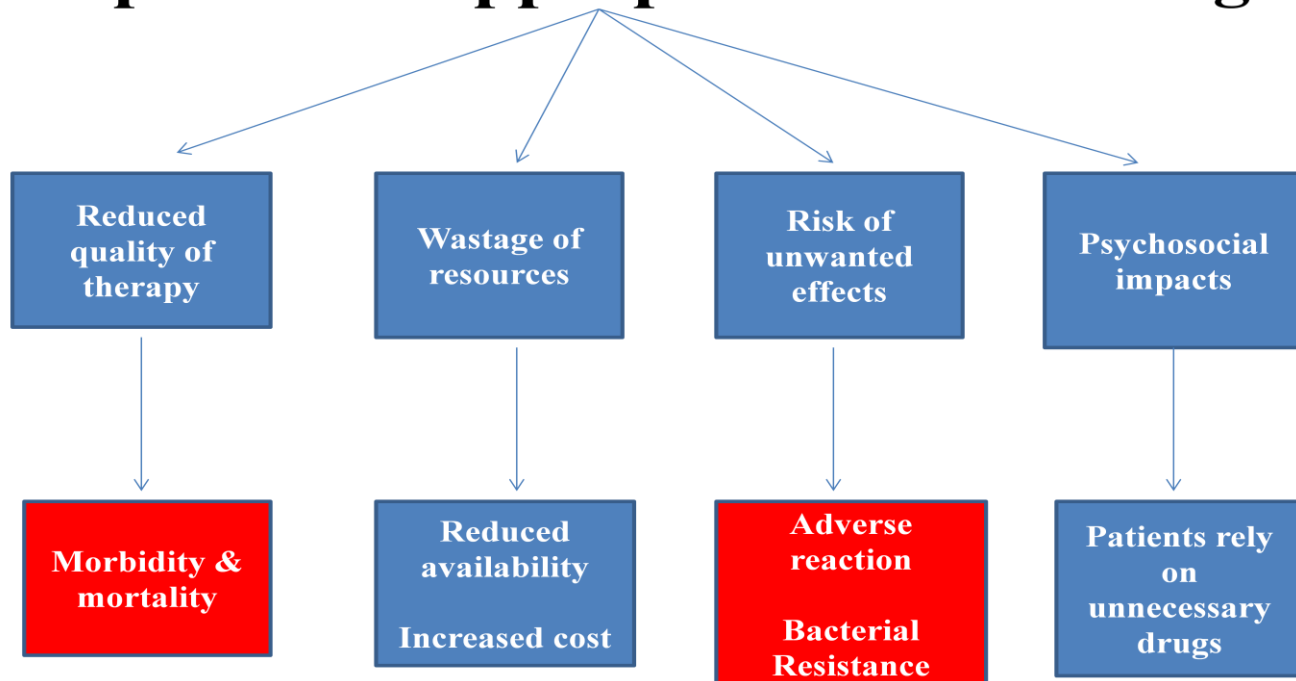 Reduced
quality of
therapy
Wastage of
resources
Risk of
unwanted
effects
Psychosocial
impacts
Morbidity &
mortality
Reduced
availability
Increased cost
Adverse
reaction
Bacterial
Resistance
Patients rely
on
unnecessary
drugs